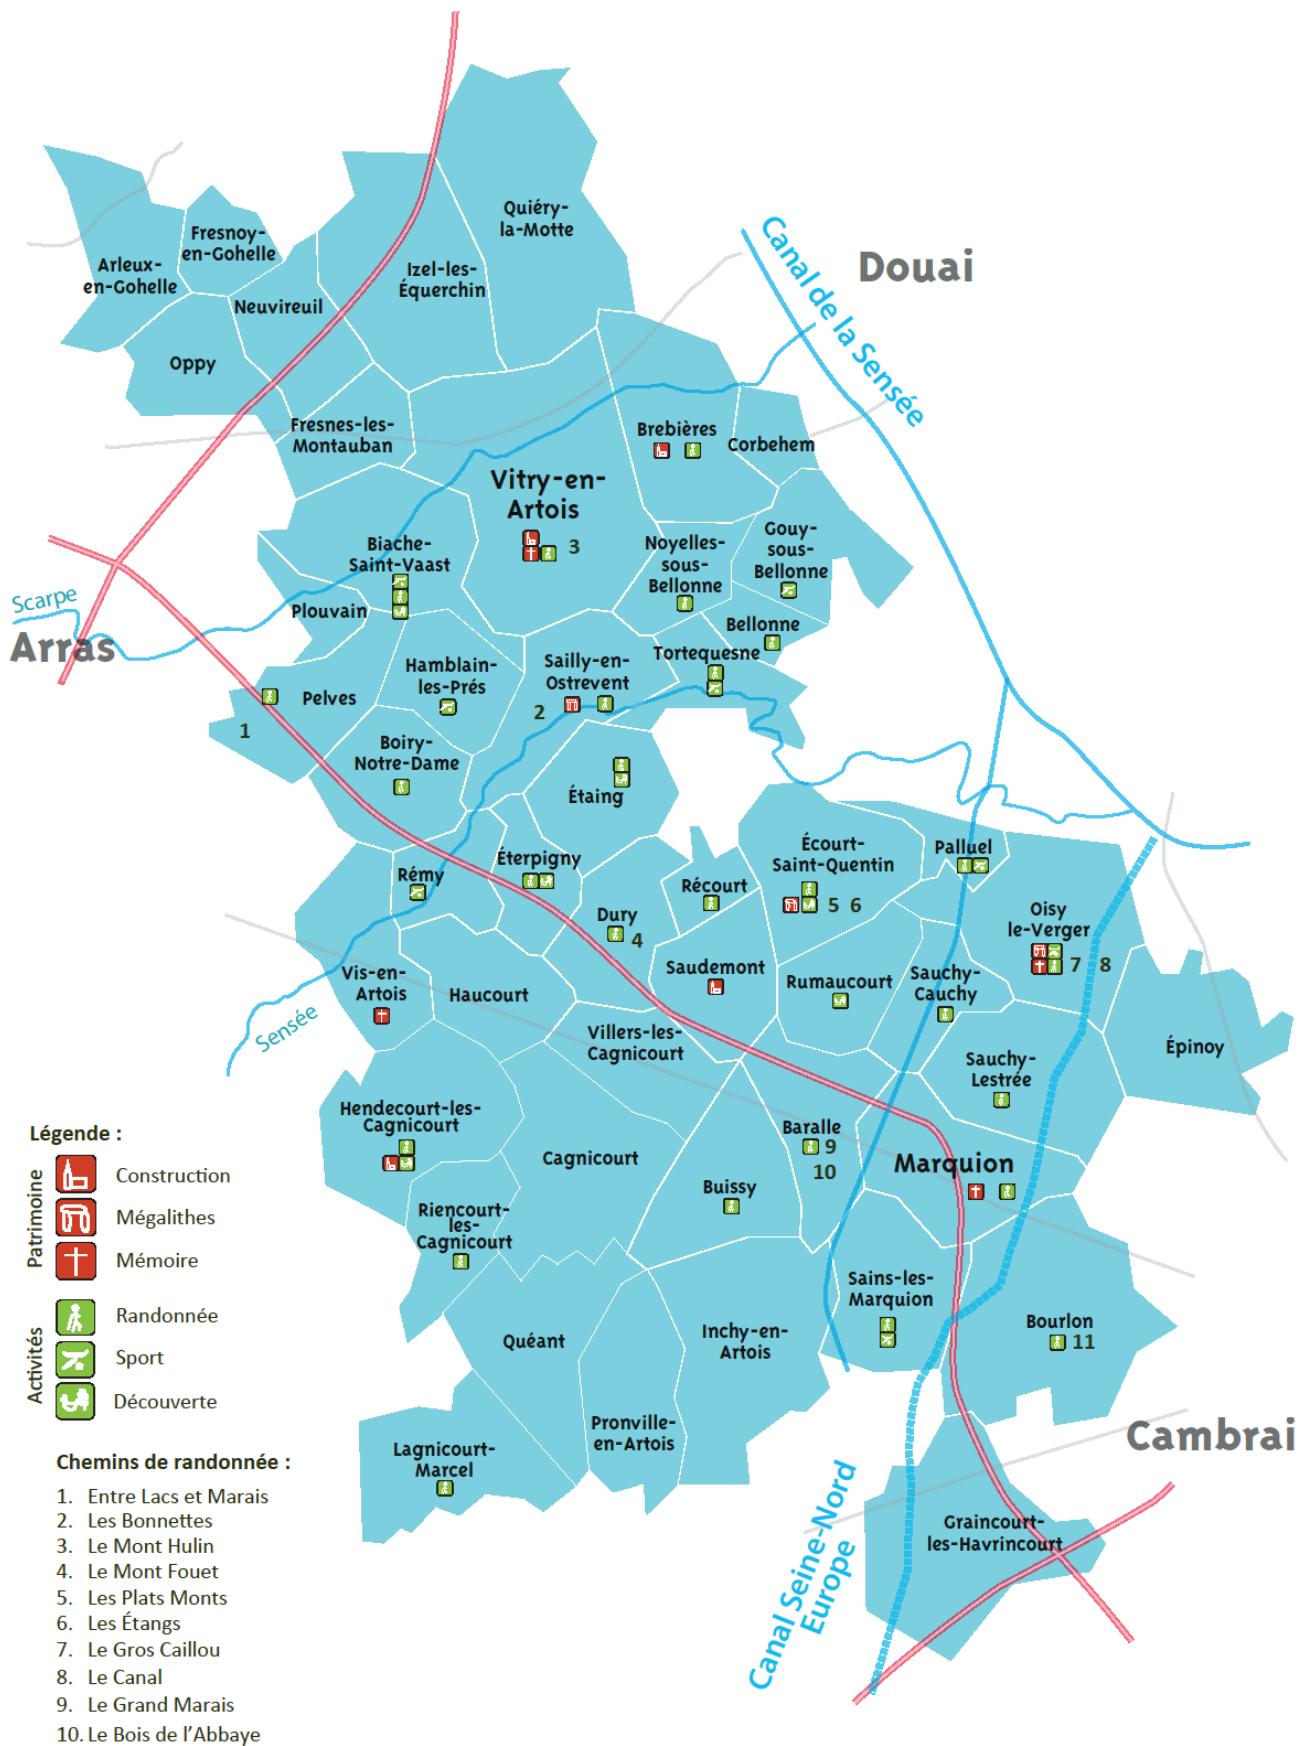 Quiéry-
la-Motte
Canal de la Sensée
Douai
Fresnoy-
en-Gohelle
Arleux-
en-Gohelle
Izel-les-
Équerchin
Neuvireuil
Oppy
Fresnes-les-
Montauban
Brebières
Corbehem
Vitry-en-
Artois
3
Biache-
Saint-Vaast
Noyelles-
sous-
Bellonne
Gouy-
sous-
Bellonne
Plouvain
Scarpe
Arras
Bellonne
Tortequesne
Hamblain-
les-Prés
Sailly-en-
Ostrevent
2
Pelves
1
Boiry-
Notre-Dame
Étaing
Écourt-
Saint-Quentin
5 6
Palluel
Éterpigny
Rémy
Récourt
Dury
4
Oisy
le-Verger
7 8
Saudemont
Rumaucourt
Sauchy-
Cauchy
Vis-en-
Artois
Haucourt
Sensée
Villers-les-
Cagnicourt
Épinoy
Sauchy-
Lestrée
Hendecourt-les-
Cagnicourt
Baralle
9
10
Cagnicourt
Marquion
Buissy
Riencourt-
les-
Cagnicourt
Sains-les-
Marquion
Quéant
Inchy-en-
Artois
Bourlon
11
Pronville-
en-Artois
Lagnicourt-
Marcel
Cambrai
Graincourt-
les-Havrincourt
Canal Seine-Nord
Europe
Légende :
Patrimoine
Construction
Mégalithes
Mémoire
Activités
Randonnée
Sport
Découverte
Chemins de randonnée :
1. Entre Lacs et Marais
2. Les Bonnettes
3. Le Mont Hulin
4. Le Mont Fouet
5. Les Plats Monts
6. Les Étangs
7. Le Gros Caillou
8. Le Canal
9. Le Grand Marais
10. Le Bois de l'Abbaye